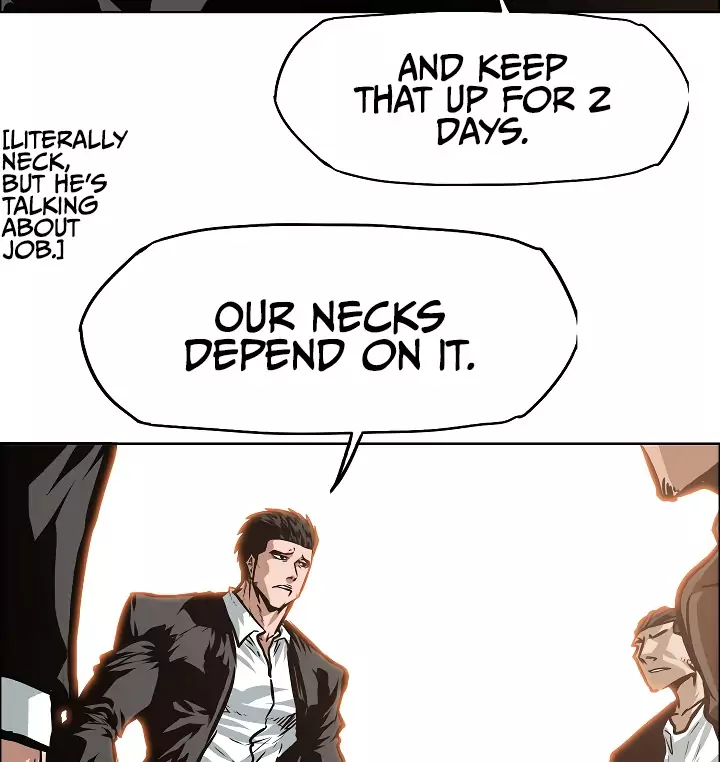 AND KEEP
THAT UP FOR 2
DAYS.
[LITERALLY
NECK,
BUT HE'S
TALKING
ABOUT
JOB.]
OUR NECKS
DEPEND ON IT.